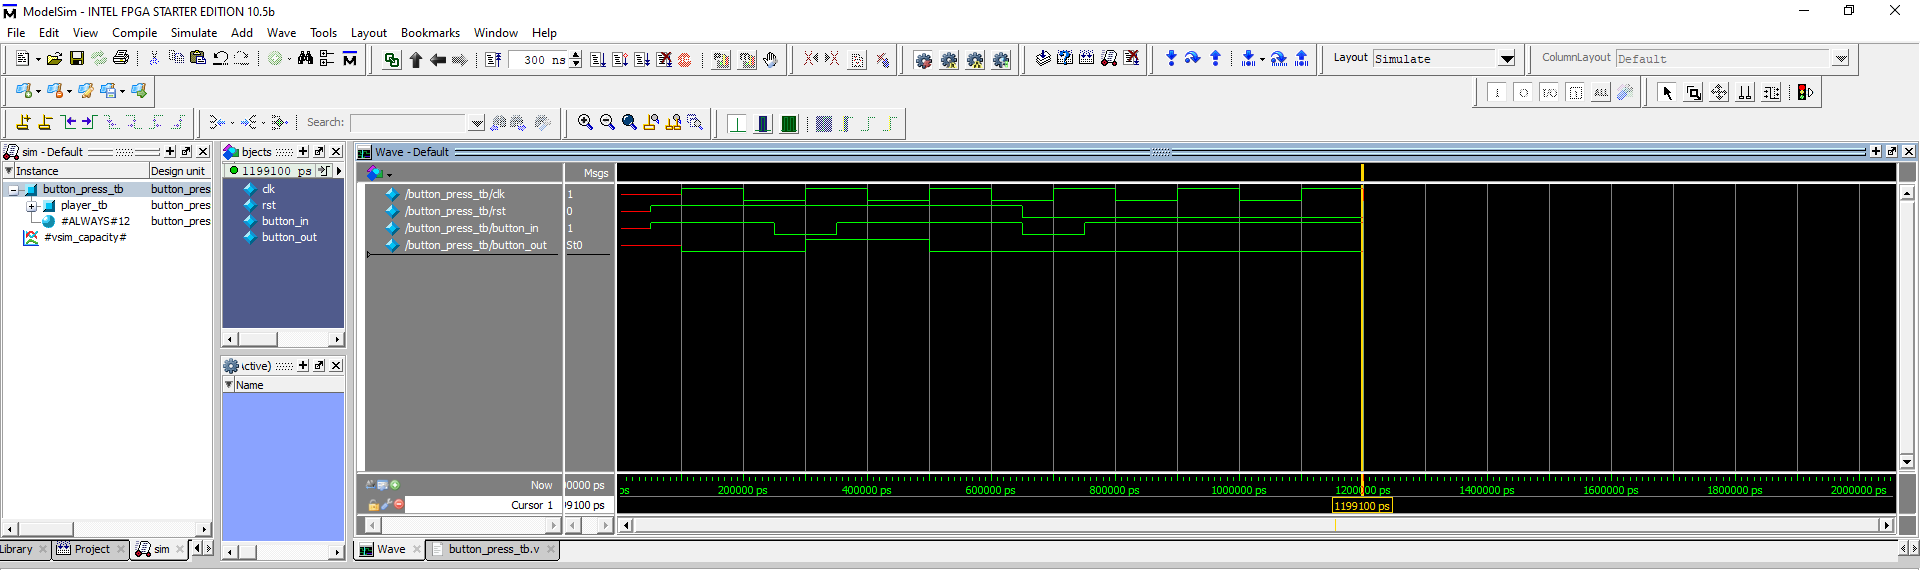 ModelSim - INTEL FPGA STARTER EDITION 10.5b
File Edit View Compile Simulate Add Wave Tools Layout Bookmarks Window Help
300 ns
Layout Simulate
ColumnLayout Default
Search:
sim - Default
Instance Design unit
button_press_tb button_pres
player_tb button_pres
#ALWAYS#12 button_pres
#vsim_capacity#
bjects
1199100 ps
clk
rst
button_in
button_out
ctive)
Name
Wave - Default
Msgs
/button_press_tb/clk 1
/button_press_tb/rst 0
/button_press_tb/button_in 1
/button_press_tb/button_out St0
Now 00000 ps
Cursor 1 99100 ps
ps 200000 ps 400000 ps 600000 ps 800000 ps 1000000 ps 1200000 ps 1400000 ps 1600000 ps 1800000 ps 2000000 ps
1199100 ps
Library Project sim
Wave button_press_tb.v